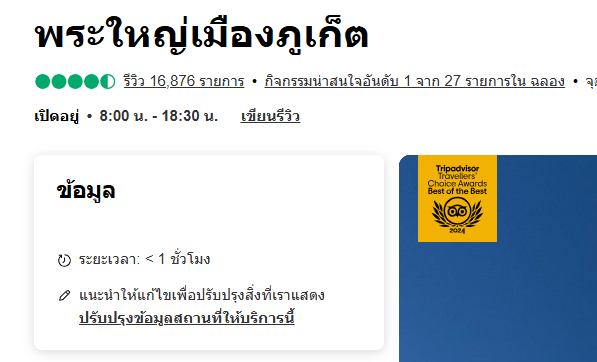 พระใหญ่เมืองภูเก็ต
รีวิว 16,876 รายการ • กิจกรรมน่าสนใจอันดับ 1 จาก 27 รายการใน ฉลอง •
เปิดอยู่ • 8:00 น. - 18:30 น. เขียนรีวิว
ข้อมูล
ระยะเวลา: < 1 ชั่วโมง
แนะนำให้แก้ไขเพื่อปรับปรุงสิ่งที่เราแสดง
ปรับปรุงข้อมูลสถานที่ให้บริการนี้
Tripadvisor
Travellers'
Choice Awards
Best of the Best
2024